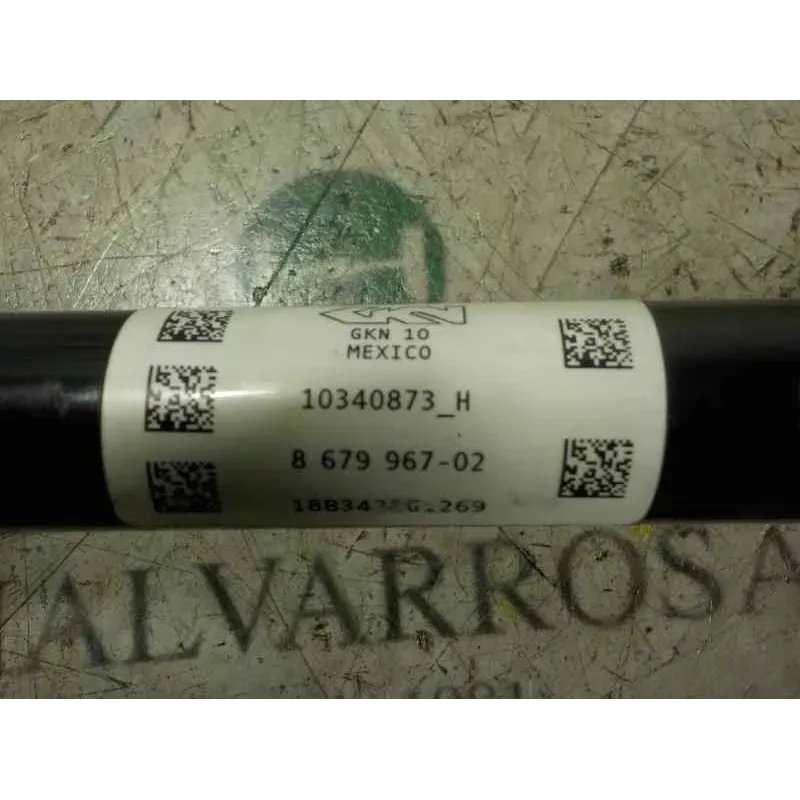 GKN 10
MEXICO
10340873_H
8 679 967-02
ALVARROSA